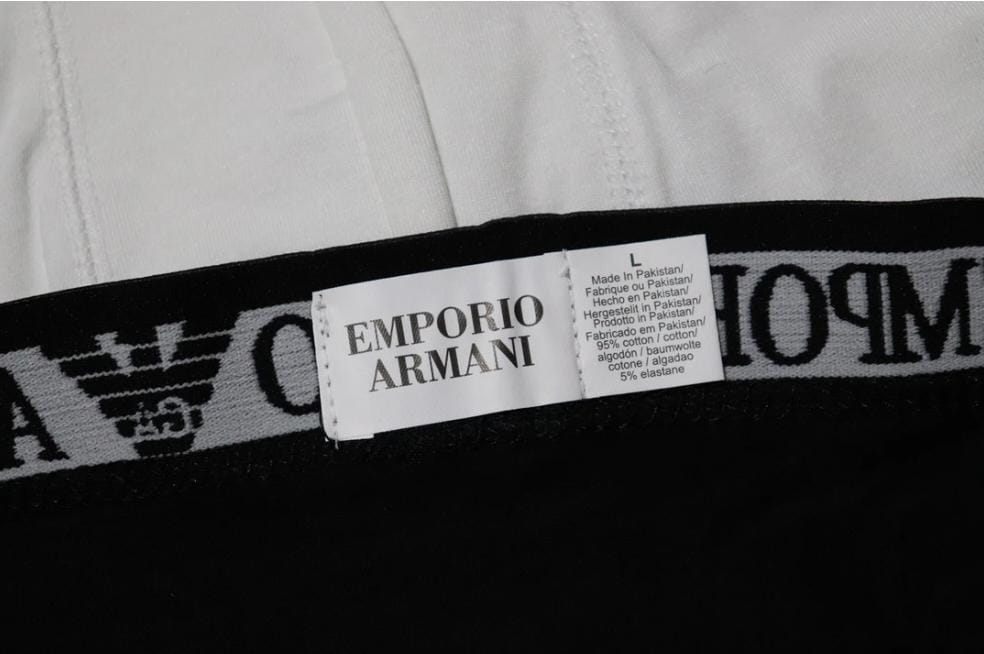 EMPORIO
ARMANI
L
Made In Pakistan/
Fabrique ou Pakistan/
Hecho en Pakistan/
Hergestelit in Pakistan/
Prodotto in Pakistan/
Fabricado em Pakistan/
95% cotton / cotton/
algodón / baumwolte
cotone / algadao
5% elastane